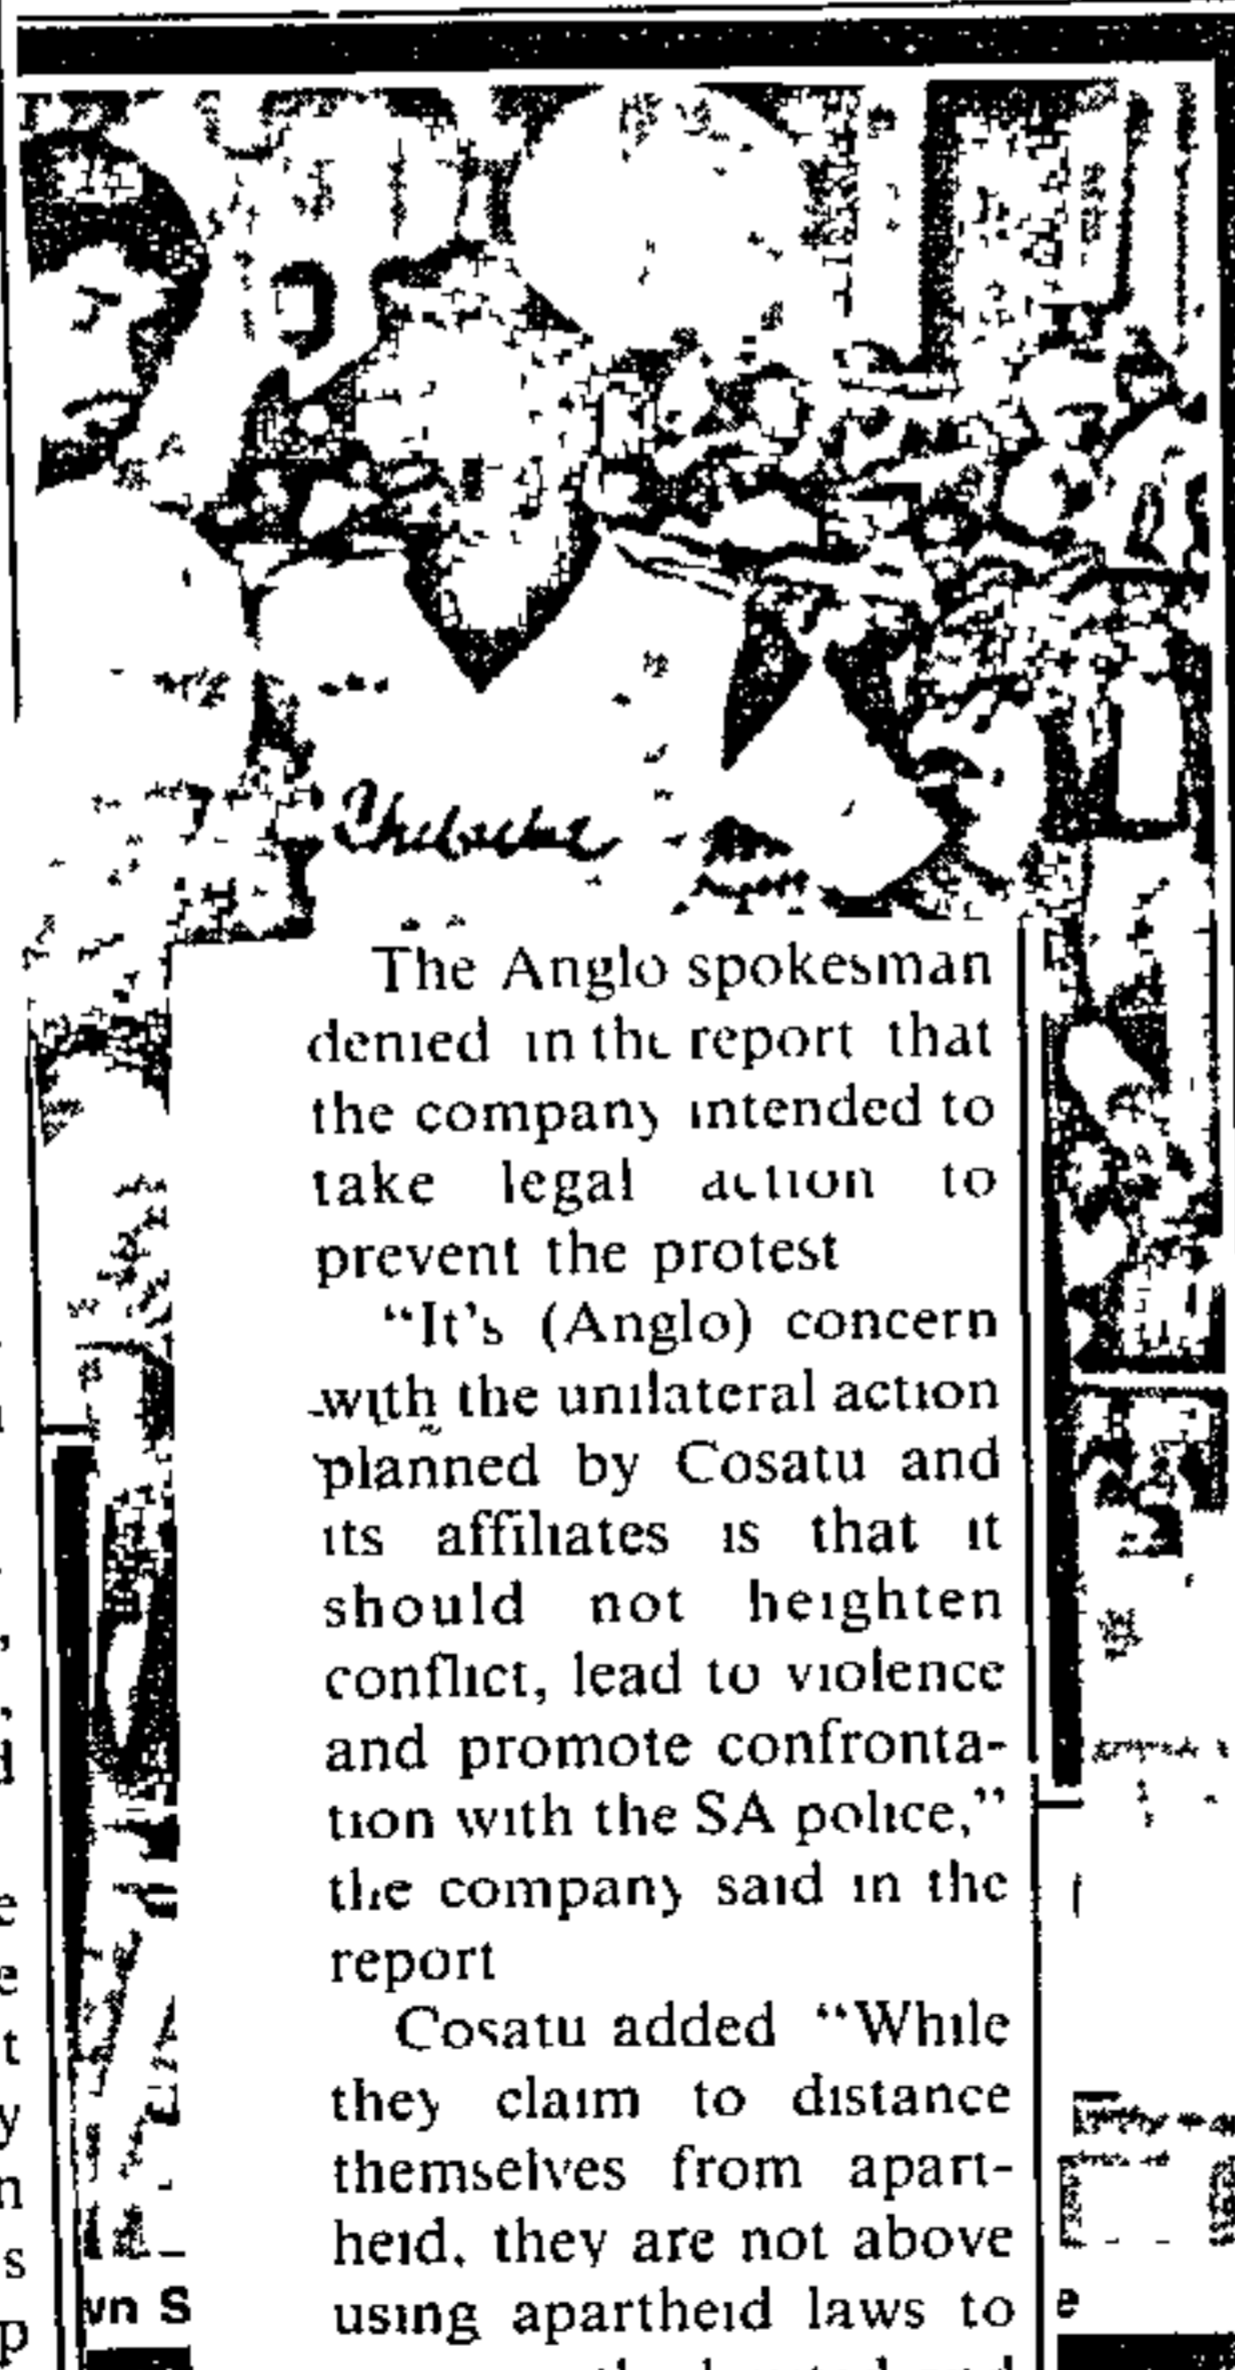 The Anglo spokesman
denied in the report that
the company intended to
take legal action to
prevent the protest
"It's (Anglo) concern
with the unilateral action
planned by Cosatu and
its affiliates is that it
should not heighten
conflict, lead to violence
and promote confronta-
tion with the SA police,"
the company said in the
report
Cosatu added "While
they claim to distance
themselves from apart-
heid, they are not above
using apartheid laws to